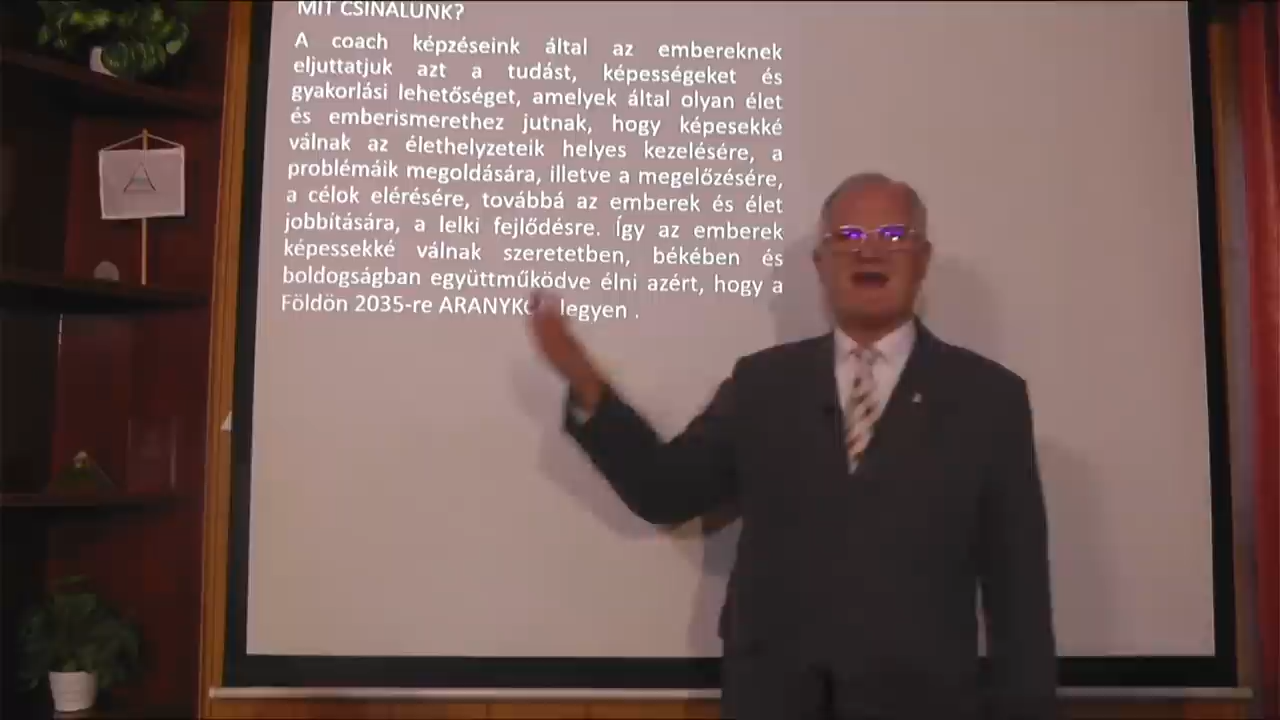 MIT CSINÁLUNK?
A coach képzéseink által az embereknek
eljuttatjuk azt a tudást, képességeket és
gyakorlási lehetőséget, amelyek által olyan élet
és emberismerethez jutnak, hogy képesekké
válnak az élethelyzeteik helyes kezelésére, a
problémáik megoldására, illetve a megelőzésére,
a célok elérésére, továbbá az emberek és élet
jobbítására, a lelki fejlődésre. Így az emberek
képessekké válnak szeretetben, békében és
boldogságban együttműködve élni azért, hogy a
Földön 2035-re legyen .